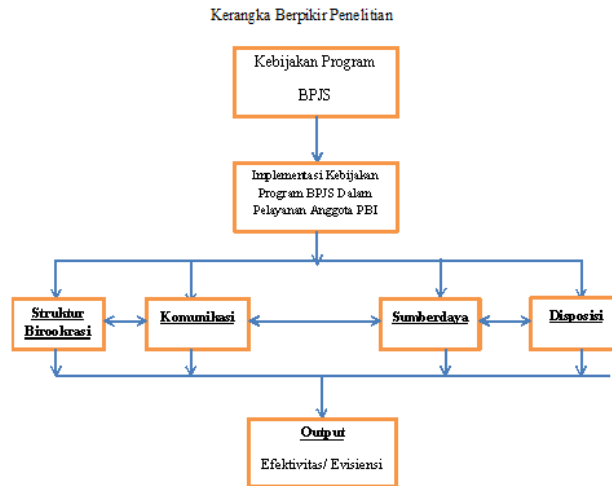 Kerangka Berpikir Penelitian
Kebijakan Program
BPJS
Implementasi Kebijakan
Program BPJS Dalam
Pelayanan Anggota PBI
Struktur
Birookrasi
Komunikasi
Sumberdaya
Disposisi
Output
Efektivitas/ Evisiensi